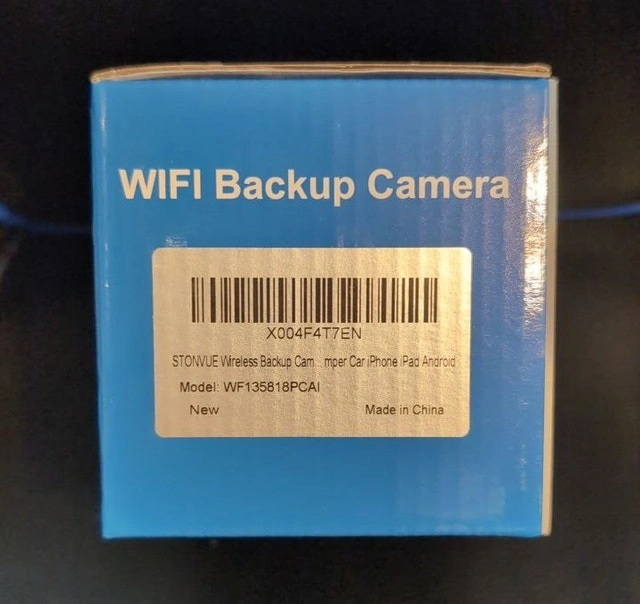 WIFI Backup Camera
X004F4T7EN
STONVUE Wireless Backup Cam...mper Car iPhone iPad Android
Model: WF135818PCAI
New
Made in China